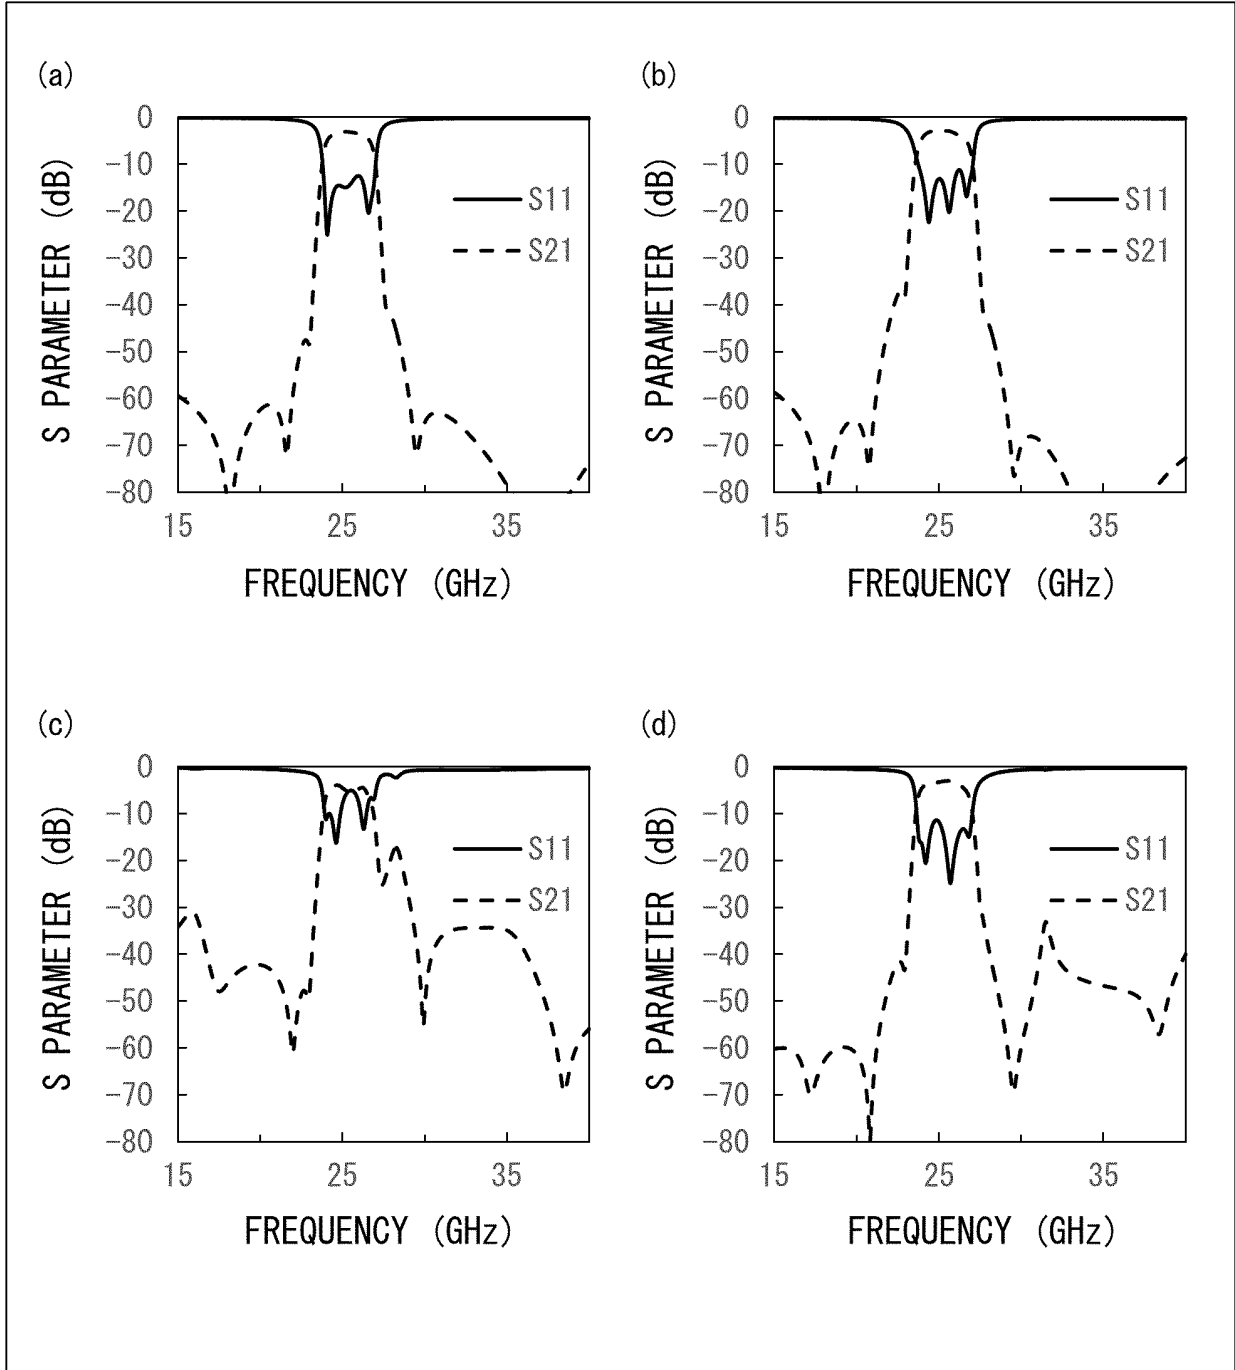 (a)
0
-10
-20
-30
-40
-50
-60
-70
-80
S PARAMETER (dB)
S11
S21
15 25 35
FREQUENCY (GHz)
(b)
0
-10
-20
-30
-40
-50
-60
-70
-80
S PARAMETER (dB)
S11
S21
15 25 35
FREQUENCY (GHz)
(c)
0
-10
-20
-30
-40
-50
-60
-70
-80
S PARAMETER (dB)
S11
S21
15 25 35
FREQUENCY (GHz)
(d)
0
-10
-20
-30
-40
-50
-60
-70
-80
S PARAMETER (dB)
S11
S21
15 25 35
FREQUENCY (GHz)